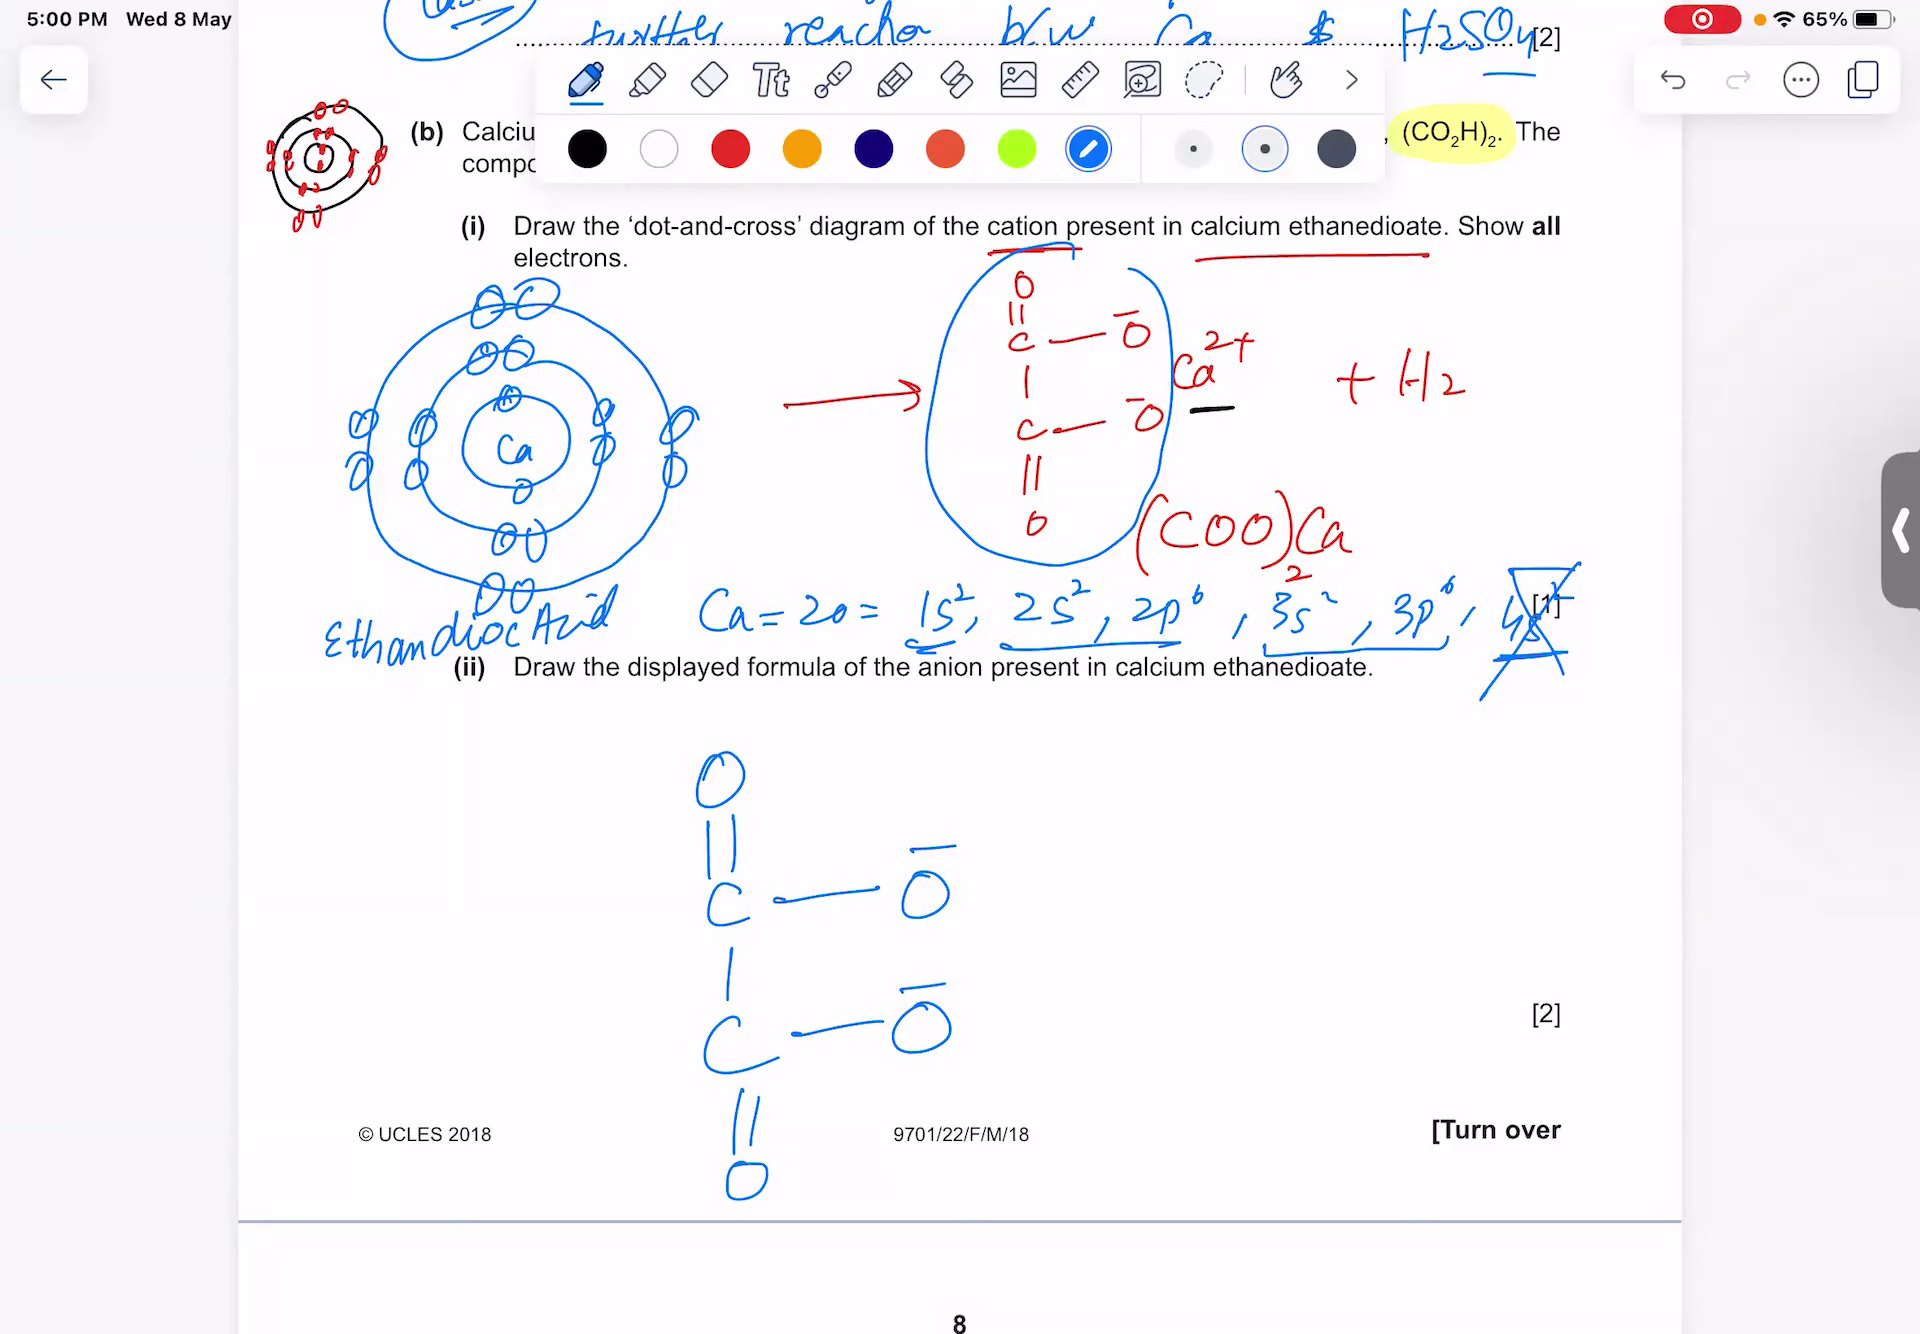 5:00 PM Wed 8 May
65%
further reaction b/w Ca & H2SO4 [2]
Tt
(b) Calciu , (CO₂H)₂. The
compo
(i) Draw the ‘dot-and-cross’ diagram of the cation present in calcium ethanedioate. Show all
electrons.
O
||
C — O⁻
|
C — O⁻
||
O
Ca²⁺ + H2
Ca
(COO)₂Ca
Ethandioc Acid
Ca = 20 = 1s², 2s², 2p⁶, 3s², 3p⁶, 4s² [1]
(ii) Draw the displayed formula of the anion present in calcium ethanedioate.
O
||
C — O⁻
|
C — O⁻
||
O
[2]
© UCLES 2018 9701/22/F/M/18 [Turn over
8